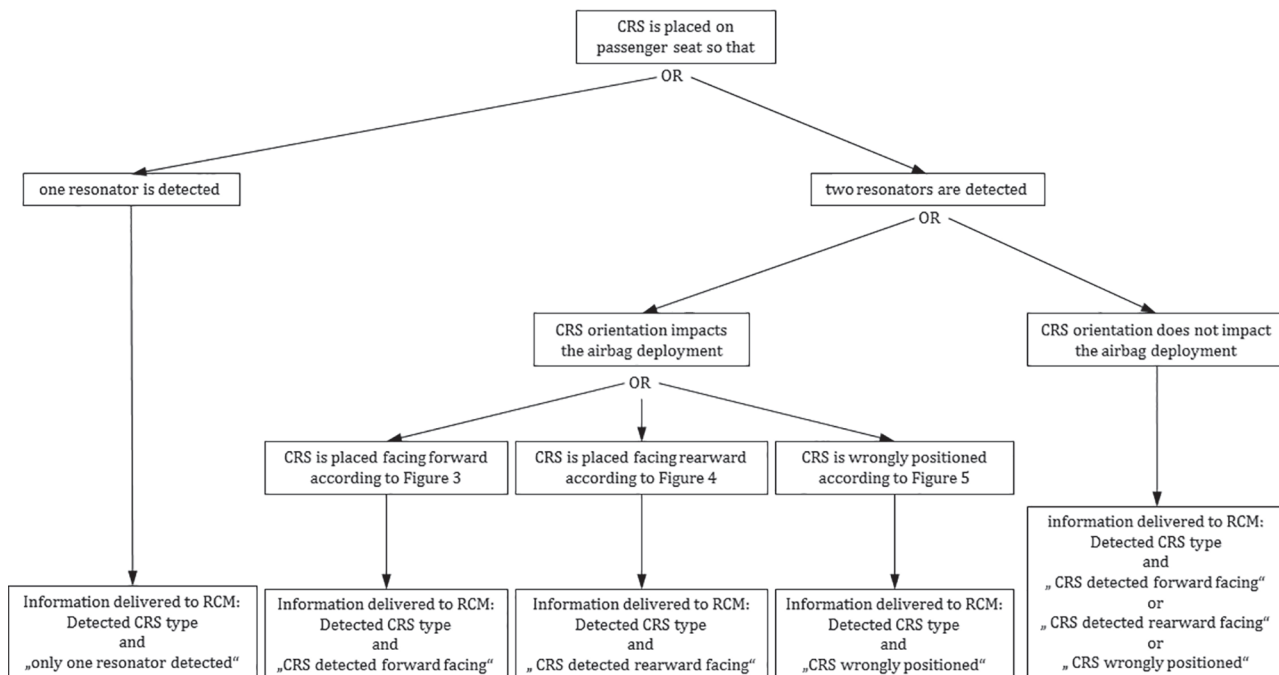 CRS is placed on
passenger seat so that
OR
one resonator is detected
two resonators are detected
OR
CRS orientation impacts
the airbag deployment
CRS orientation does not impact
the airbag deployment
OR
CRS is placed facing forward
according to Figure 3
CRS is placed facing rearward
according to Figure 4
CRS is wrongly positioned
according to Figure 5
Information delivered to RCM:
Detected CRS type
and
„only one resonator detected“
Information delivered to RCM:
Detected CRS type
and
„CRS detected forward facing“
Information delivered to RCM:
Detected CRS type
and
„CRS detected rearward facing“
Information delivered to RCM:
Detected CRS type
and
„CRS wrongly positioned“
information delivered to RCM:
Detected CRS type
and
„CRS detected forward facing“
or
„CRS detected rearward facing“
or
„CRS wrongly positioned“